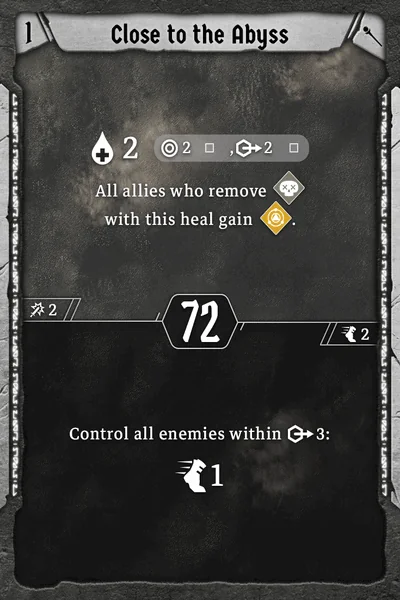 1
Close to the Abyss
2
2 , 2
All allies who remove
with this heal gain .
2
72
2
Control all enemies within 3:
1